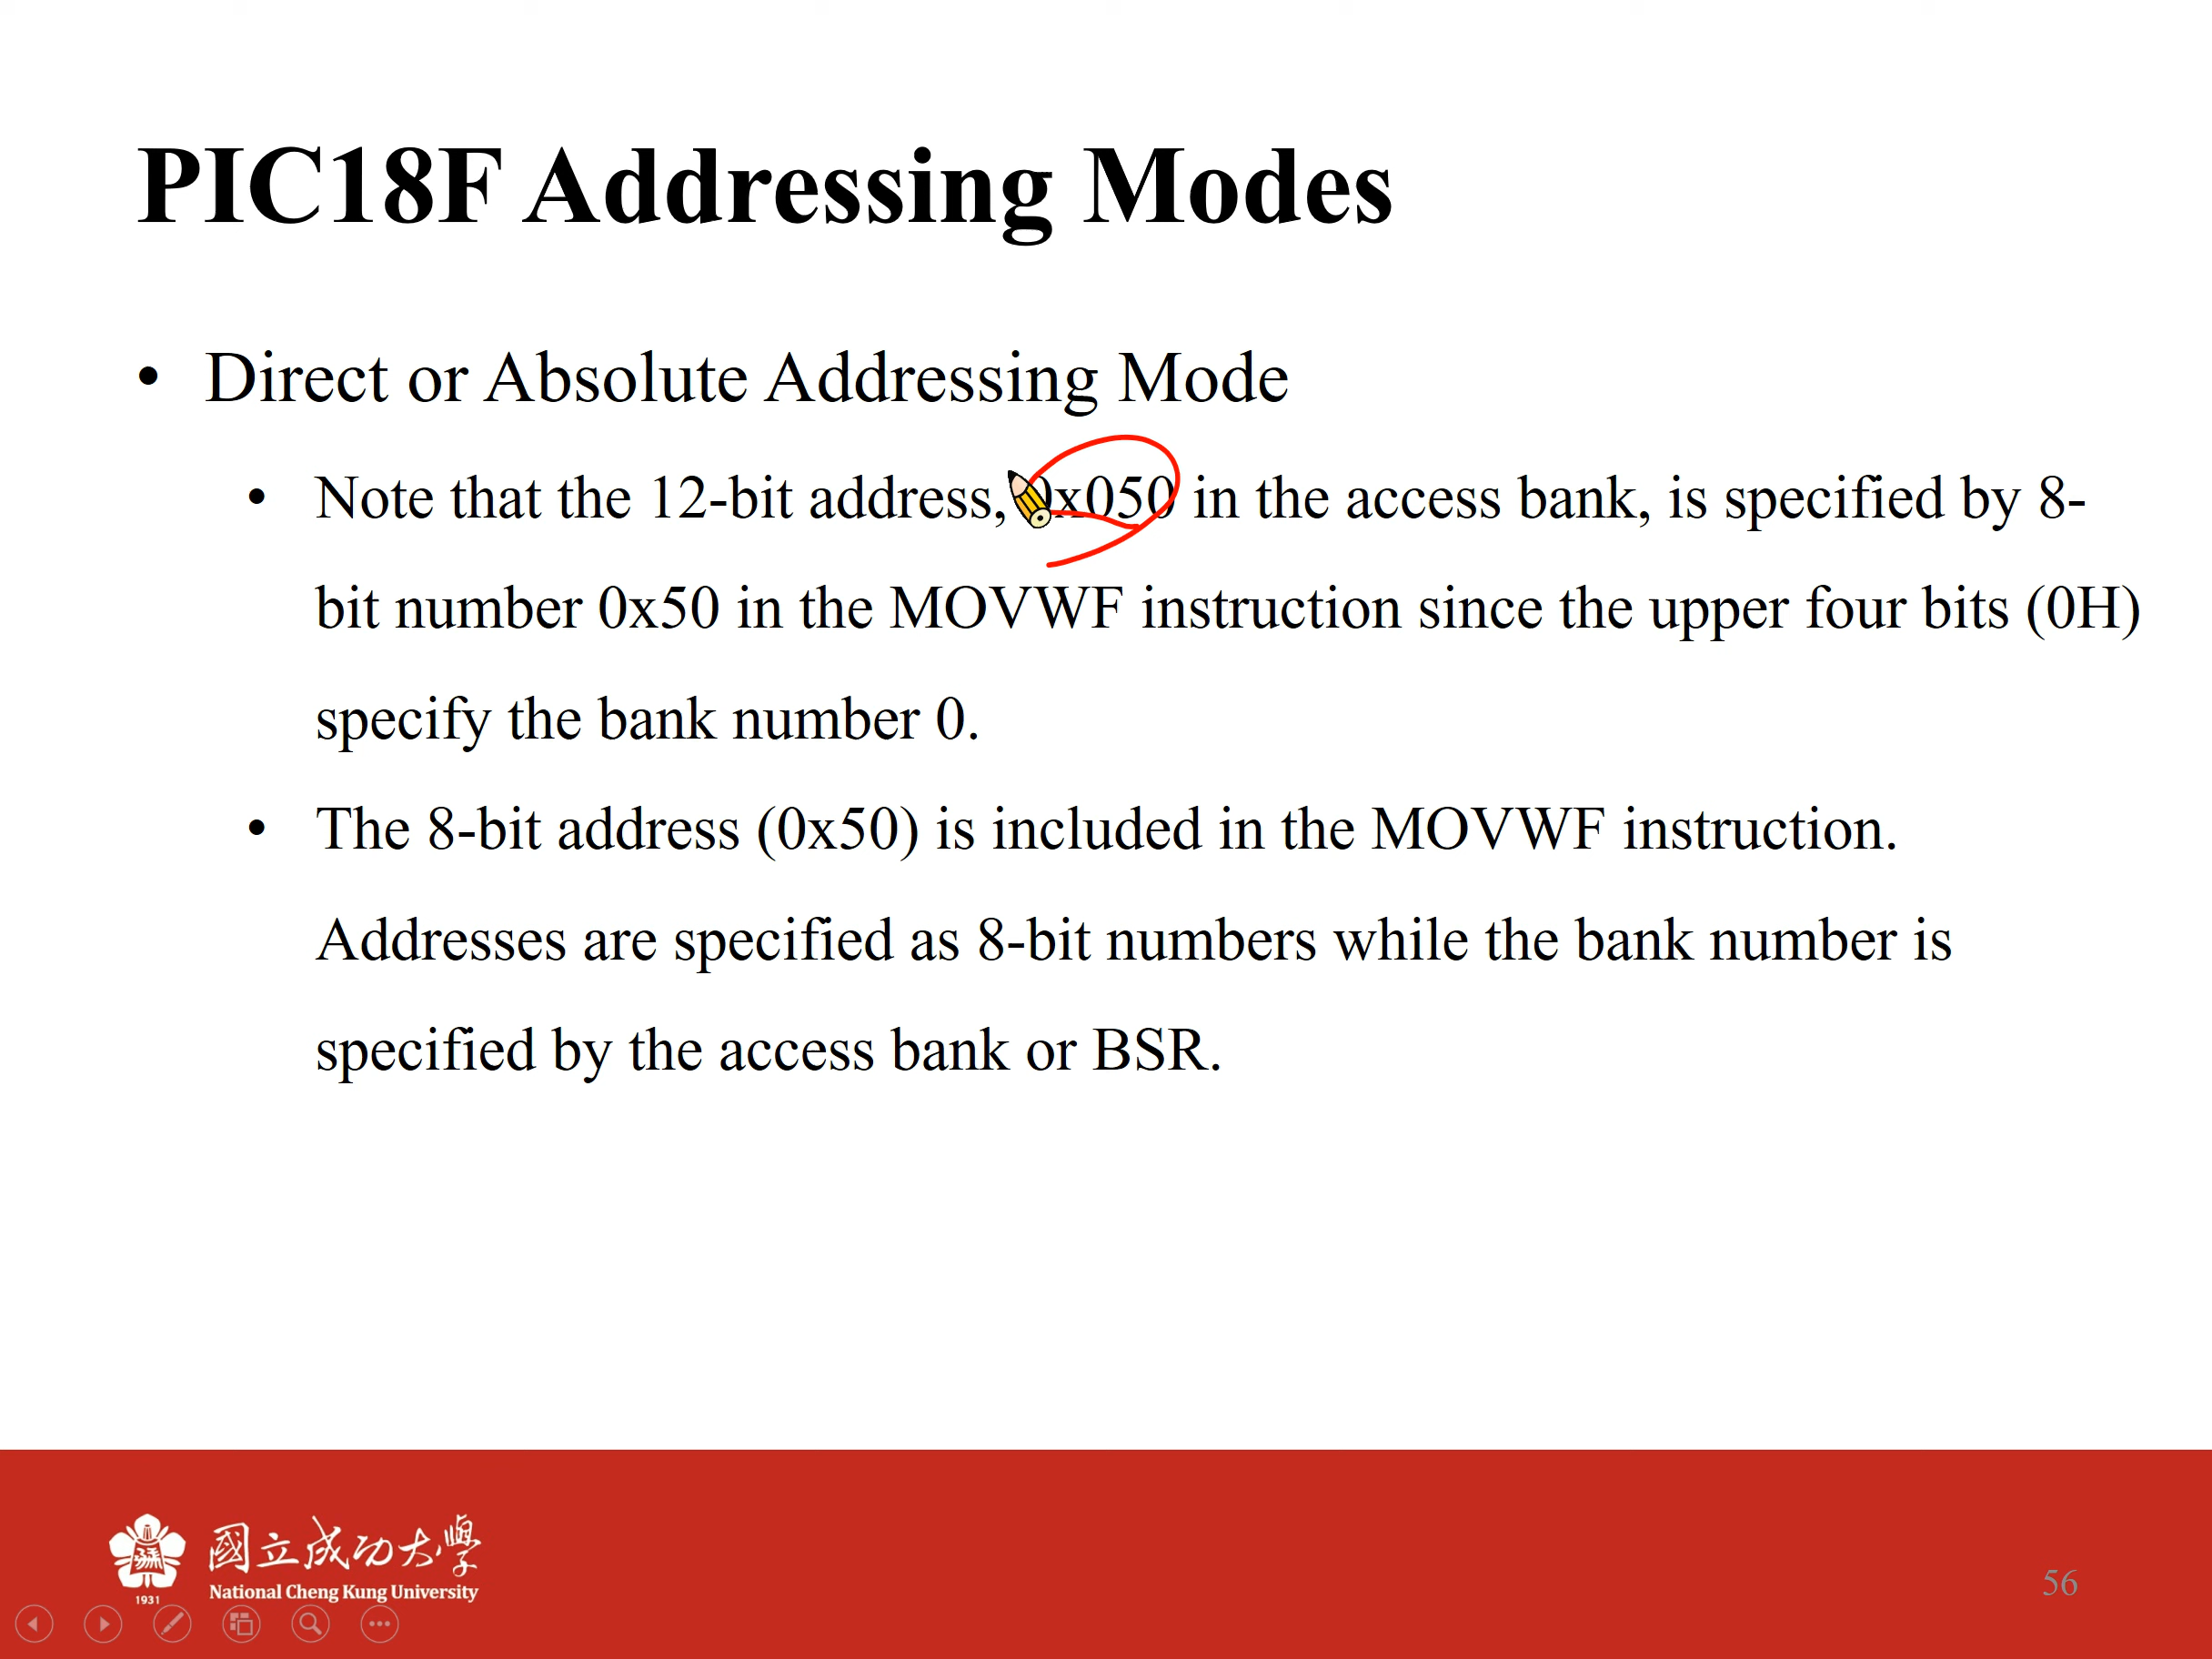 PIC18F Addressing Modes
• Direct or Absolute Addressing Mode
• Note that the 12-bit address, 0x050 in the access bank, is specified by 8-
bit number 0x50 in the MOVWF instruction since the upper four bits (0H)
specify the bank number 0.
• The 8-bit address (0x50) is included in the MOVWF instruction.
Addresses are specified as 8-bit numbers while the bank number is
specified by the access bank or BSR.
國立成功大學
National Cheng Kung University
1931
56